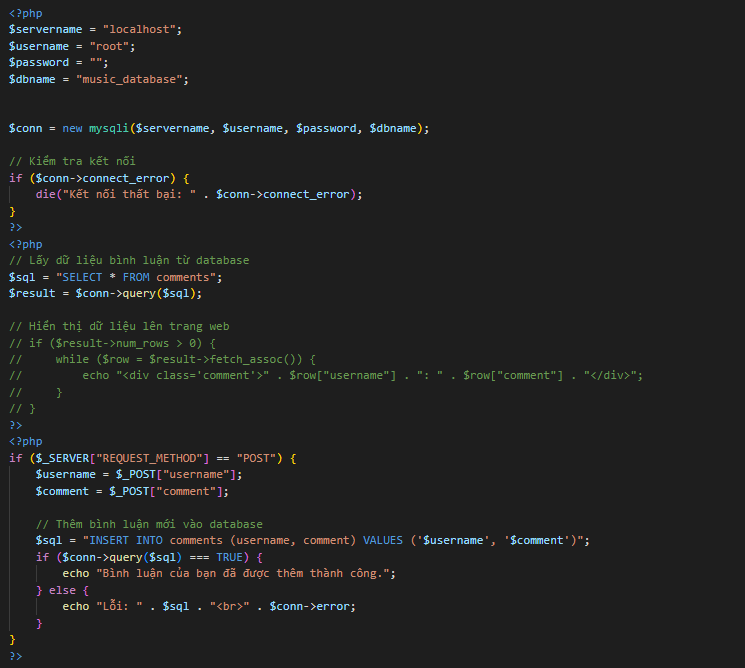 <?php
$servername = "localhost";
$username = "root";
$password = "";
$dbname = "music_database";
$conn = new mysqli($servername, $username, $password, $dbname);
// Kiểm tra kết nối
if ($conn->connect_error) {
    die("Kết nối thất bại: " . $conn->connect_error);
}
?>
<?php
// Lấy dữ liệu bình luận từ database
$sql = "SELECT * FROM comments";
$result = $conn->query($sql);
// Hiển thị dữ liệu lên trang web
// if ($result->num_rows > 0) {
//     while ($row = $result->fetch_assoc()) {
//         echo "<div class='comment'>" . $row["username"] . ": " . $row["comment"] . "</div>";
//     }
// }
?>
<?php
if ($_SERVER["REQUEST_METHOD"] == "POST") {
    $username = $_POST["username"];
    $comment = $_POST["comment"];
    // Thêm bình luận mới vào database
    $sql = "INSERT INTO comments (username, comment) VALUES ('$username', '$comment')";
    if ($conn->query($sql) === TRUE) {
        echo "Bình luận của bạn đã được thêm thành công.";
    } else {
        echo "Lỗi: " . $sql . "<br>" . $conn->error;
    }
}
?>